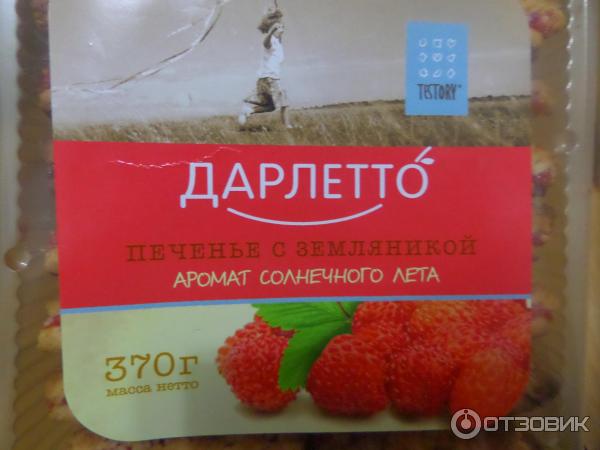 TESTORY
ДАРЛЕТТО
ПЕЧЕНЬЕ С ЗЕМЛЯНИКОЙ
АРОМАТ СОЛНЕЧНОГО ЛЕТА
370г
масса нетто
ОТЗОВИК